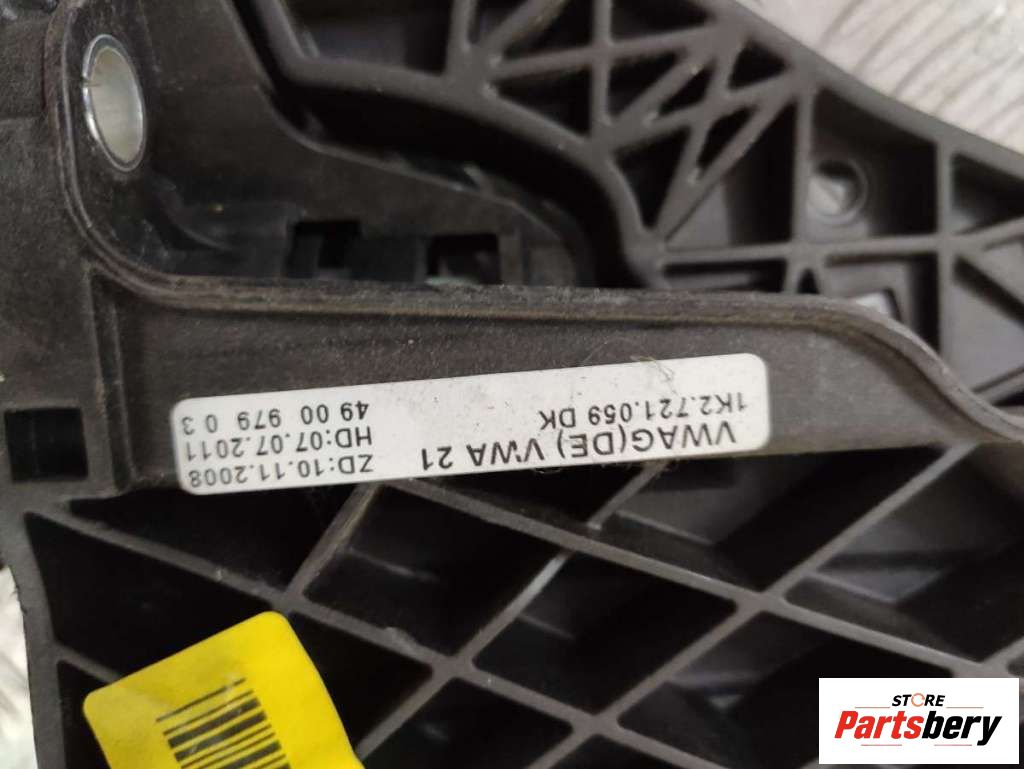 1K2.721.059 DK
VWAG(DE) VWA 21
ZD:10.11.2008
HD:07.07.2011
49 00 979 0 3
STORE
Partsbery